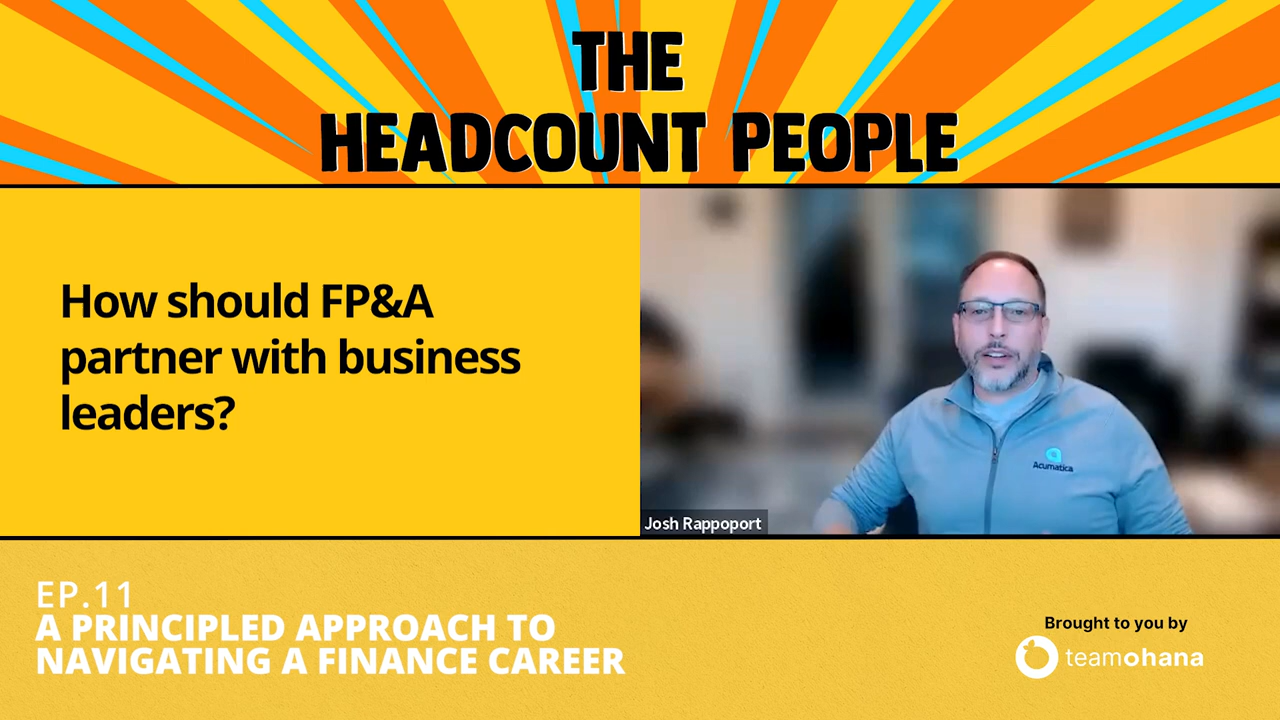 THE
HEADCOUNT PEOPLE
How should FP&A
partner with business
leaders?
Acumatica
Josh Rappoport
EP.11
A PRINCIPLED APPROACH TO
NAVIGATING A FINANCE CAREER
Brought to you by
teamohana